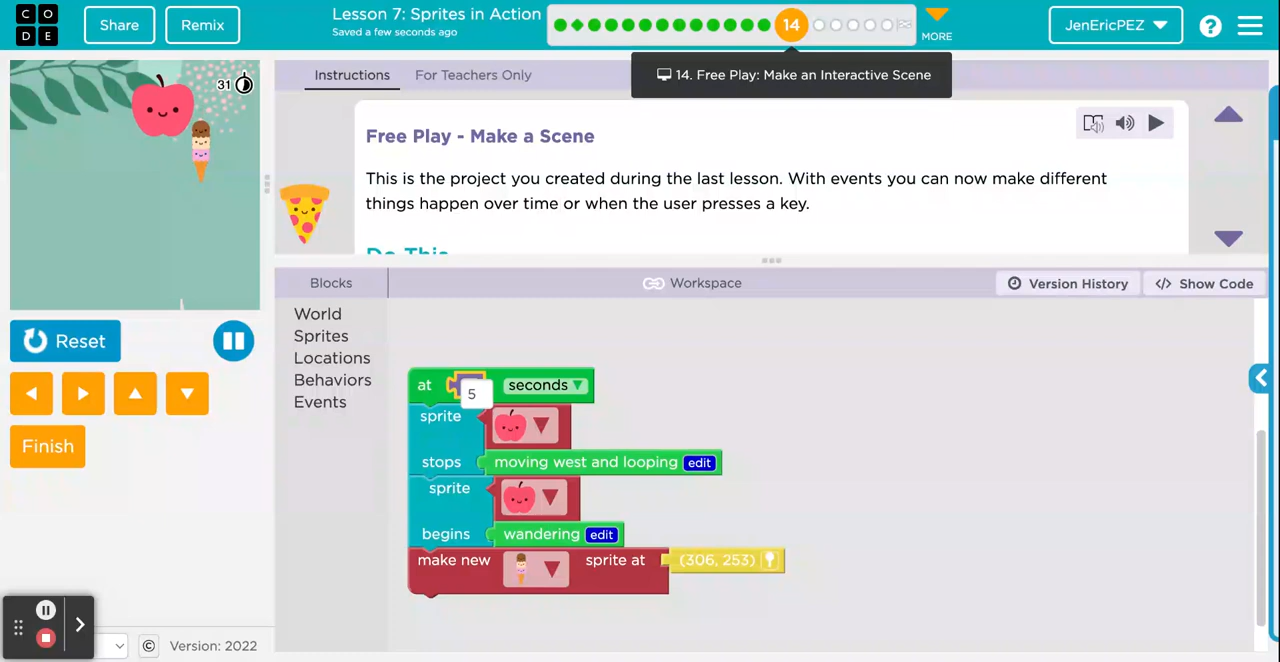 C O
D E
Share
Remix
Lesson 7: Sprites in Action
Saved a few seconds ago
14
MORE
JenEricPEZ
?
31
Instructions
For Teachers Only
14. Free Play: Make an Interactive Scene
Free Play - Make a Scene
This is the project you created during the last lesson. With events you can now make different
things happen over time or when the user presses a key.
Do This
Blocks
Workspace
Version History
</> Show Code
World
Sprites
Locations
Behaviors
Events
Reset
Finish
at 5 seconds
sprite
stops moving west and looping edit
sprite
begins wandering edit
make new sprite at (306, 253)
© Version: 2022